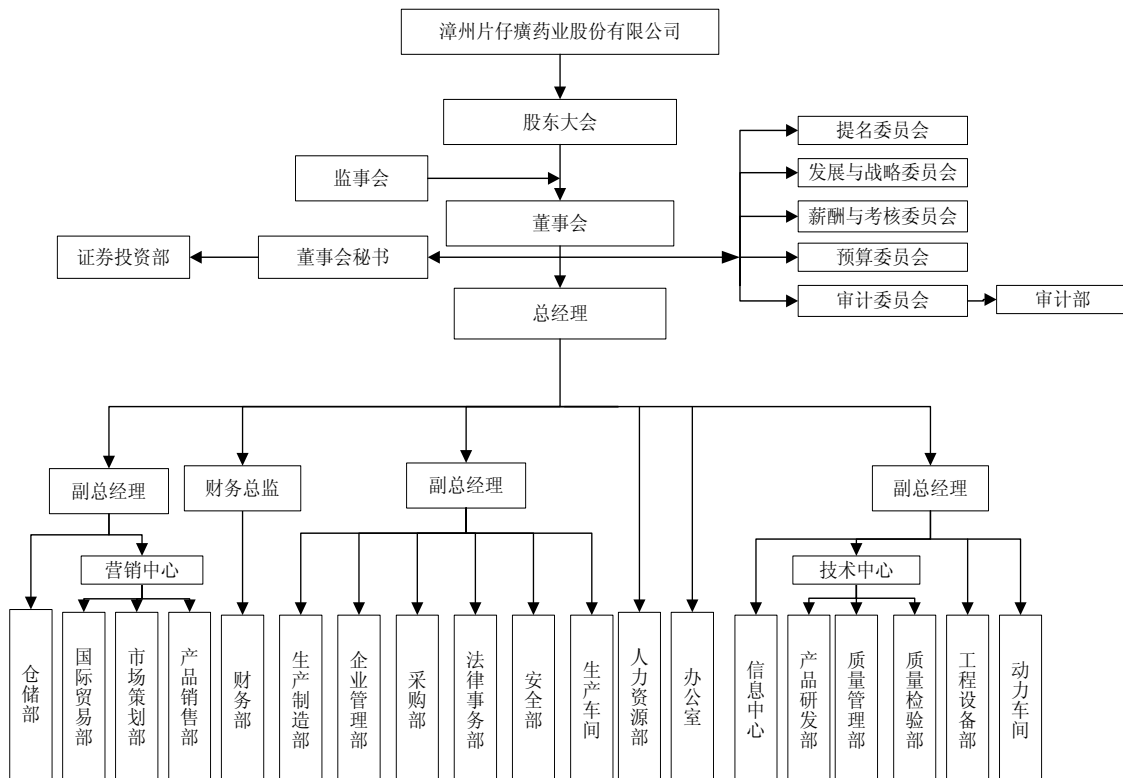 漳州片仔癀药业股份有限公司
股东大会
提名委员会
监事会
发展与战略委员会
董事会
薪酬与考核委员会
证券投资部
董事会秘书
预算委员会
总经理
审计委员会
审计部
副总经理
财务总监
副总经理
副总经理
营销中心
技术中心
仓储部
国际贸易部
市场策划部
产品销售部
财务部
生产制造部
企业管理部
采购部
法律事务部
安全部
生产车间
人力资源部
办公室
信息中心
产品研发部
质量管理部
质量检验部
工程设备部
动力车间